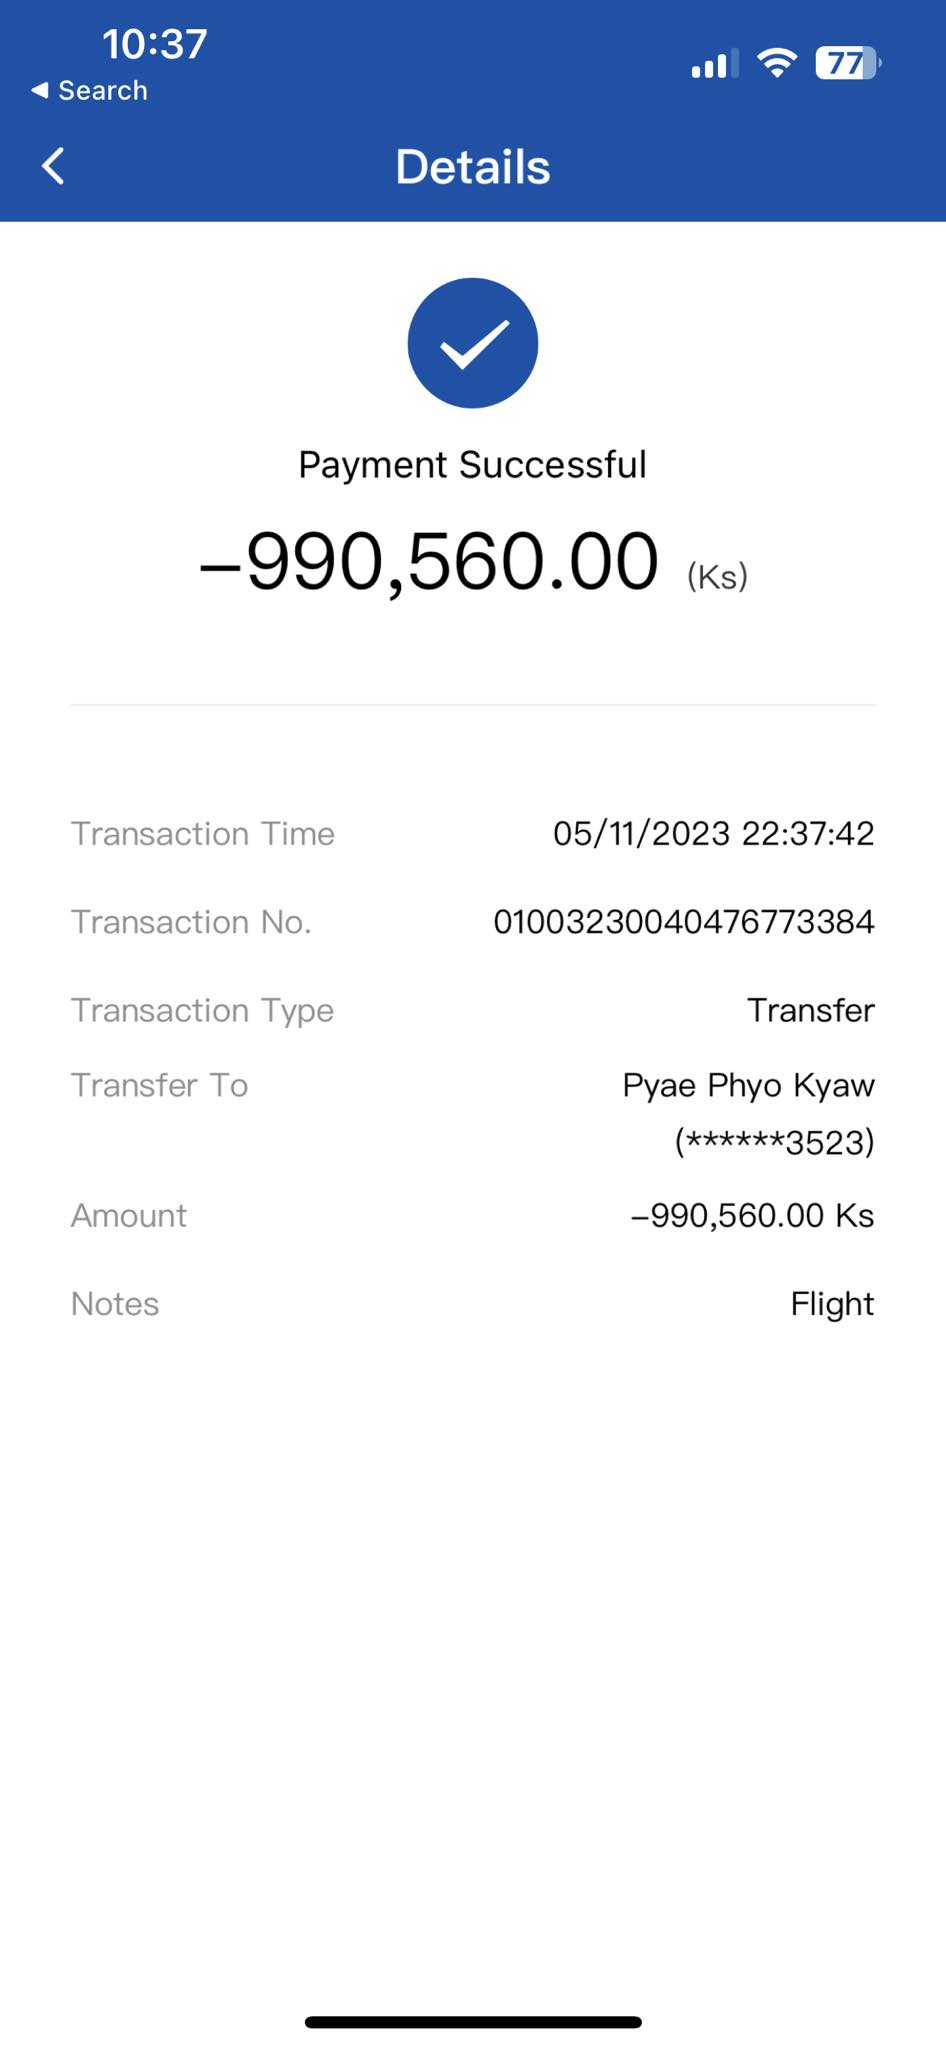 10:37
◀ Search
77
Details
Payment Successful
-990,560.00 (Ks)
Transaction Time 05/11/2023 22:37:42
Transaction No. 01003230040476773384
Transaction Type Transfer
Transfer To Pyae Phyo Kyaw
(******3523)
Amount -990,560.00 Ks
Notes Flight